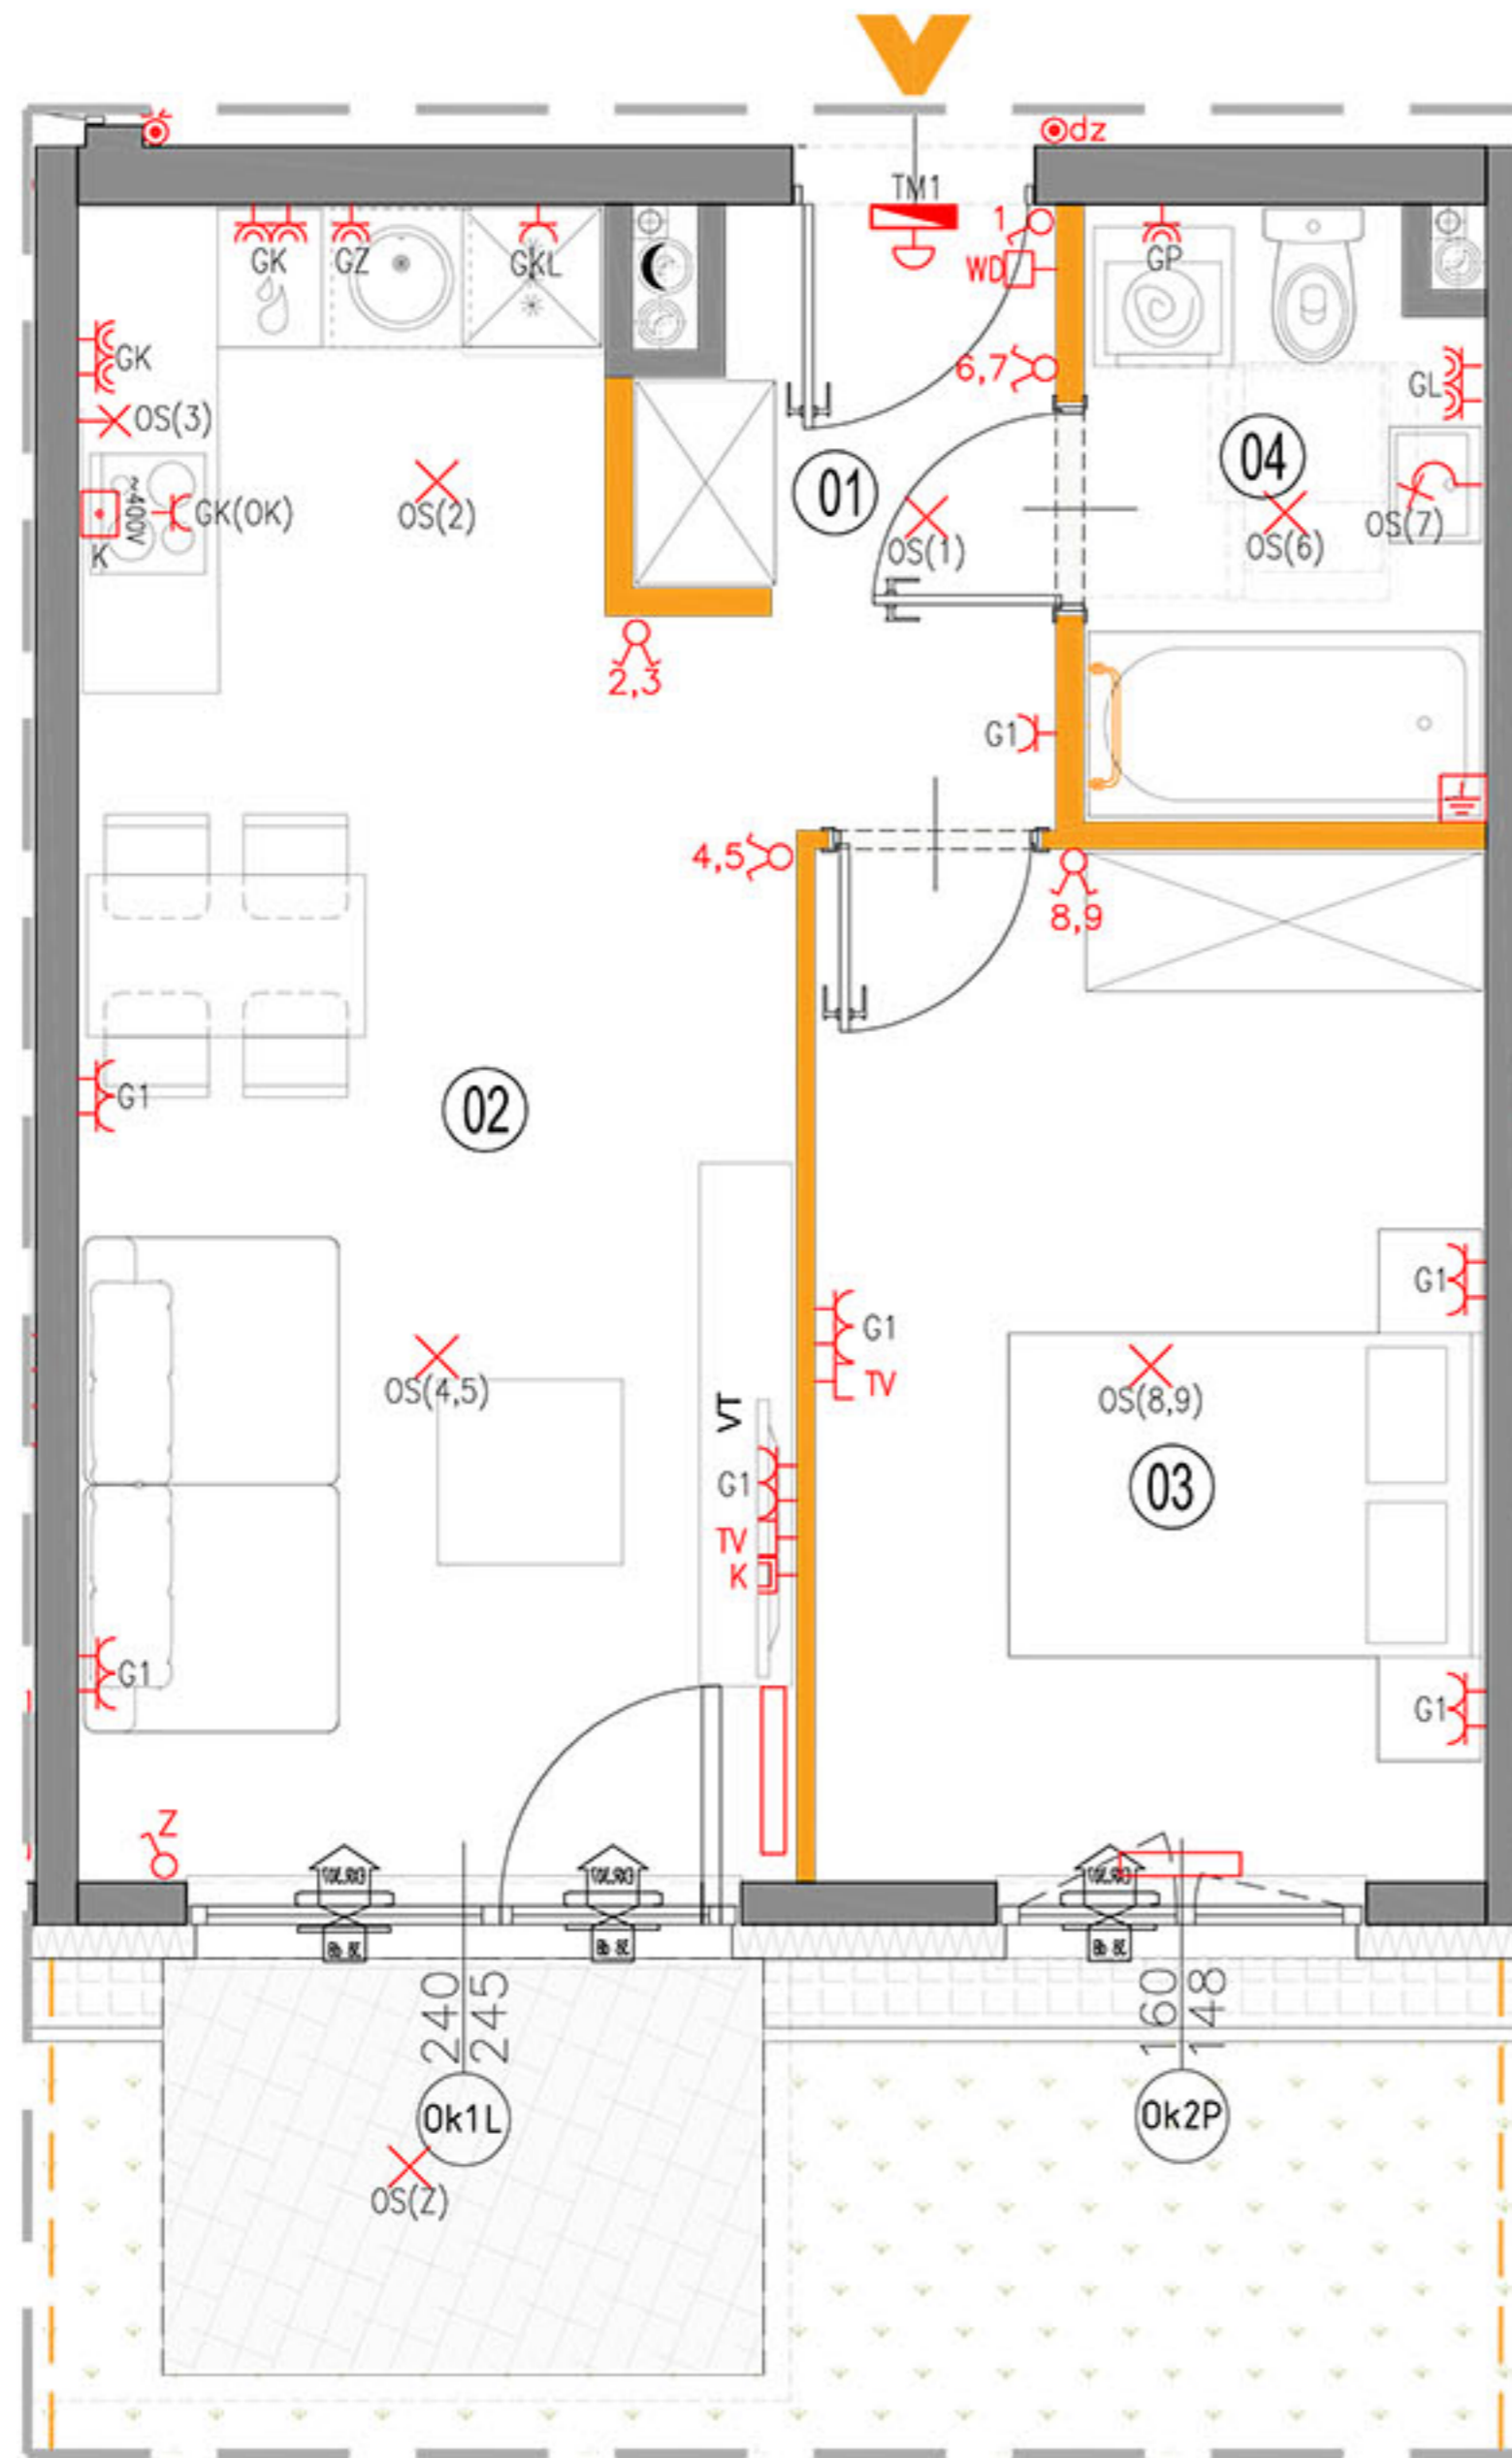 dz
TM1
1
GK
GZ
GKL
WD
GP
GK
6,7
GL
OS(3)
01
04
~400V
GK(OK)
OS(2)
OS(1)
OS(6)
OS(7)
K
2,3
G1
4,5
8,9
G1
02
G1
G1
OS(4,5)
TV
OS(8,9)
VT
G1
03
TV
K
G1
G1
Z
240
245
160
148
Ok1L
Ok2P
OS(Z)